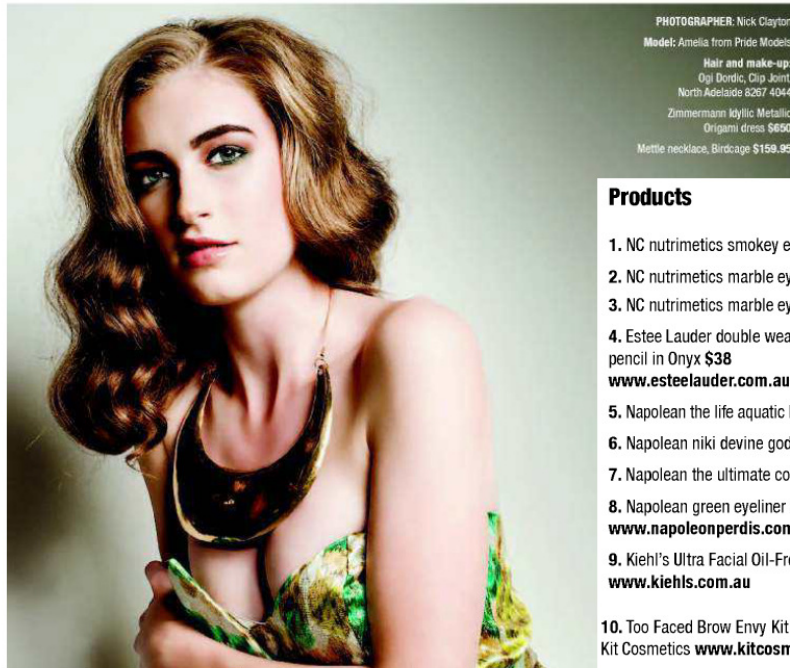 PHOTOGRAPHER: Nick Clayton
Model: Amelia from Pride Models
Hair and make-up:
Ogi Dordic, Clip Joint,
North Adelaide 8267 4044
Zimmermann Idyllic Metallic
Origami dress $650
Mettle necklace, Birdcage $159.95
Products
1. NC nutrimetics smokey e
2. NC nutrimetics marble ey
3. NC nutrimetics marble ey
4. Estee Lauder double wea
pencil in Onyx $38
www.esteelauder.com.au
5. Napolean the life aquatic
6. Napolean niki devine god
7. Napolean the ultimate co
8. Napolean green eyeliner
www.napoleonperdis.com
9. Kiehl's Ultra Facial Oil-Fre
www.kiehls.com.au
10. Too Faced Brow Envy Kit
Kit Cosmetics www.kitcosm